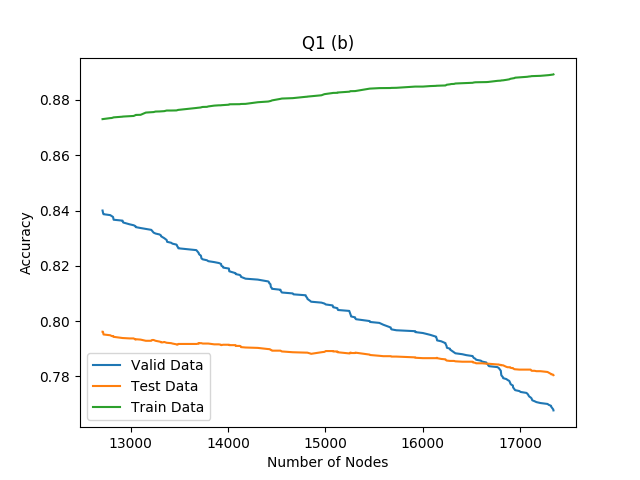 Q1 (b)
Accuracy
0.88
0.86
0.84
0.82
0.80
0.78
Valid Data
Test Data
Train Data
13000 14000 15000 16000 17000
Number of Nodes